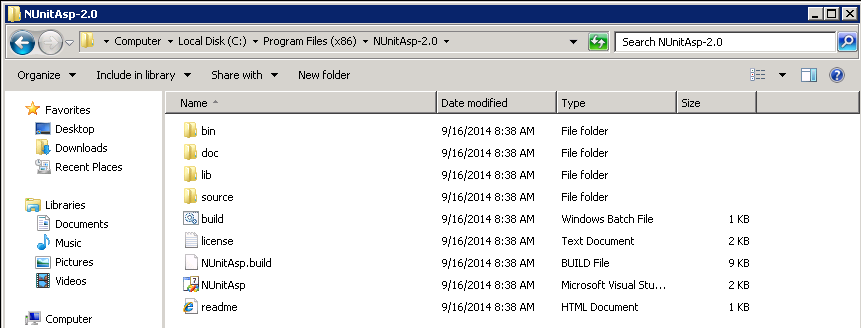 NUnitAsp-2.0
Computer Local Disk (C:) Program Files (x86) NUnitAsp-2.0 Search NUnitAsp-2.0
Organize Include in library Share with New folder
Favorites
Desktop
Downloads
Recent Places
Libraries
Documents
Music
Pictures
Videos
Computer
Name Date modified Type Size
bin 9/16/2014 8:38 AM File folder
doc 9/16/2014 8:38 AM File folder
lib 9/16/2014 8:38 AM File folder
source 9/16/2014 8:38 AM File folder
build 9/16/2014 8:38 AM Windows Batch File 1 KB
license 9/16/2014 8:38 AM Text Document 2 KB
NUnitAsp.build 9/16/2014 8:38 AM BUILD File 9 KB
NUnitAsp 9/16/2014 8:38 AM Microsoft Visual Stu... 2 KB
readme 9/16/2014 8:38 AM HTML Document 1 KB